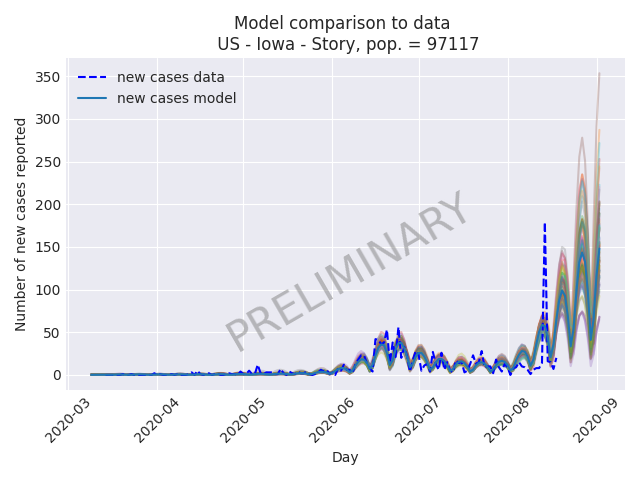 Model comparison to data
US - Iowa - Story, pop. = 97117
new cases data
new cases model
350
300
250
200
150
100
50
0
Number of new cases reported
PRELIMINARY
2020-03
2020-04
2020-05
2020-06
2020-07
2020-08
2020-09
Day